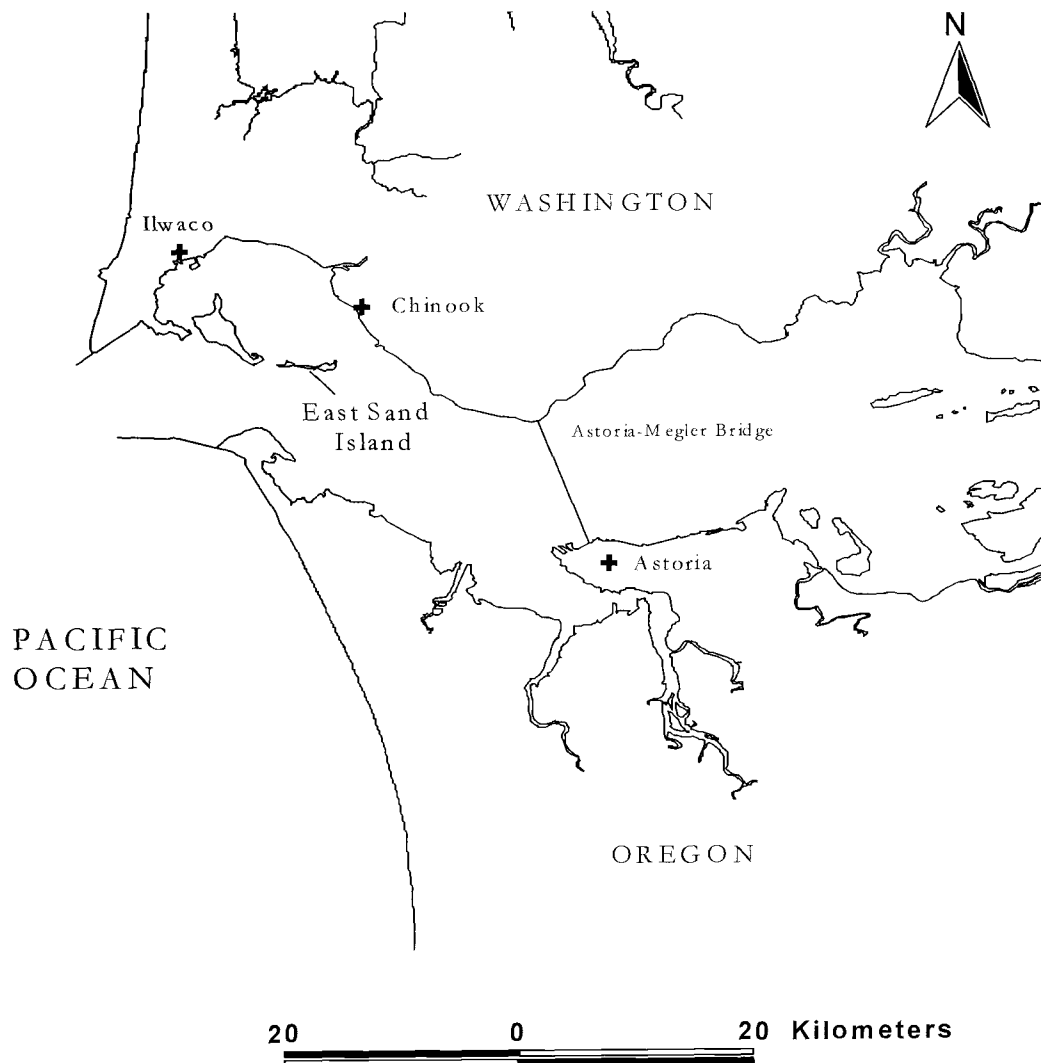 N
WASHINGTON
Ilwaco
Chinook
East Sand
Island
Astoria-Megler Bridge
Astoria
PACIFIC
OCEAN
OREGON
20 0 20 Kilometers